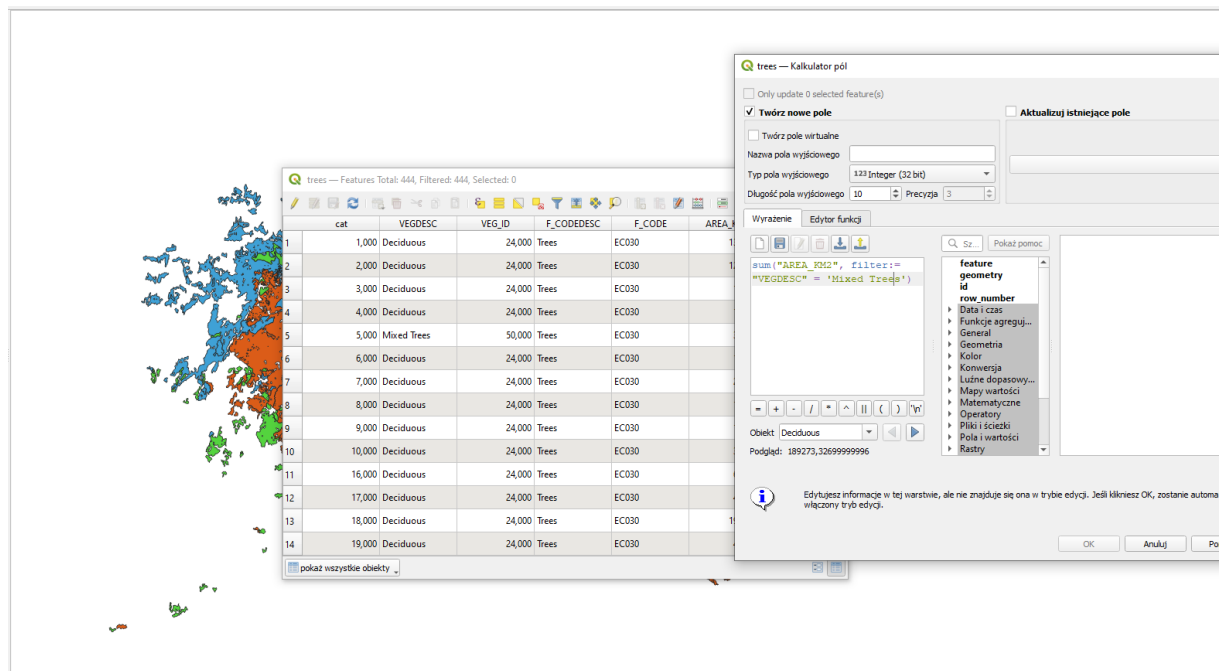 trees — Kalkulator pól
Only update 0 selected feature(s)
Twórz nowe pole
Aktualizuj istniejące pole
Twórz pole wirtualne
Nazwa pola wyjściowego
Typ pola wyjściowego 123 Integer (32 bit)
Długość pola wyjściowego 10 Precyzja 3
Wyrażenie Edytor funkcji
Sz... Pokaż pomoc
sum("AREA_KM2", filter:=
"VEGDESC" = 'Mixed Trees')
feature
geometry
id
row_number
Data i czas
Funkcje agreguj...
General
Geometria
Kolor
Konwersja
Luźne dopasowy...
Mapy wartości
Matematyczne
Operatory
Pliki i ścieżki
Pola i wartości
Rastry
= + - / * ^ || ( ) '\n'
Obiekt Deciduous
Podgląd: 189273,32699999996
Edytujesz informacje w tej warstwie, ale nie znajduje się ona w trybie edycji. Jeśli klikniesz OK, zostanie automa
włączony tryb edycji.
OK Anuluj Po
trees — Features Total: 444, Filtered: 444, Selected: 0
cat VEGDESC VEG_ID F_CODEDESC F_CODE AREA_K
1 1,000 Deciduous 24,000 Trees EC030 1
2 2,000 Deciduous 24,000 Trees EC030 12
3 3,000 Deciduous 24,000 Trees EC030
4 4,000 Deciduous 24,000 Trees EC030
5 5,000 Mixed Trees 50,000 Trees EC030
6 6,000 Deciduous 24,000 Trees EC030
7 7,000 Deciduous 24,000 Trees EC030
8 8,000 Deciduous 24,000 Trees EC030
9 9,000 Deciduous 24,000 Trees EC030
10 10,000 Deciduous 24,000 Trees EC030
11 16,000 Deciduous 24,000 Trees EC030
12 17,000 Deciduous 24,000 Trees EC030
13 18,000 Deciduous 24,000 Trees EC030 19
14 19,000 Deciduous 24,000 Trees EC030
pokaż wszystkie obiekty